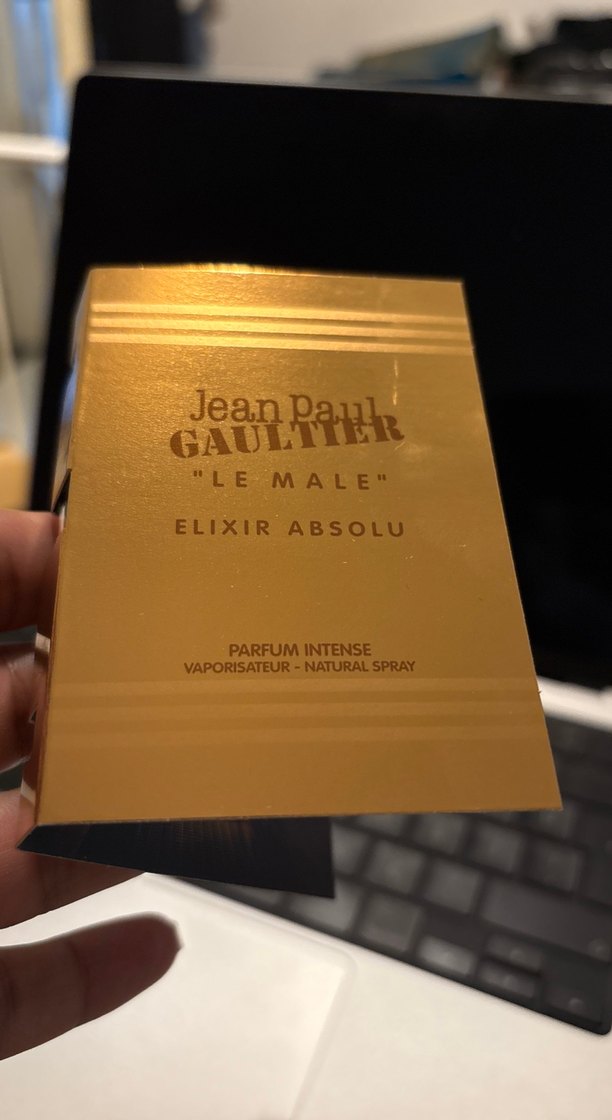 Jean Paul
GAULTIER
"LE MALE"
ELIXIR ABSOLU
PARFUM INTENSE
VAPORISATEUR - NATURAL SPRAY